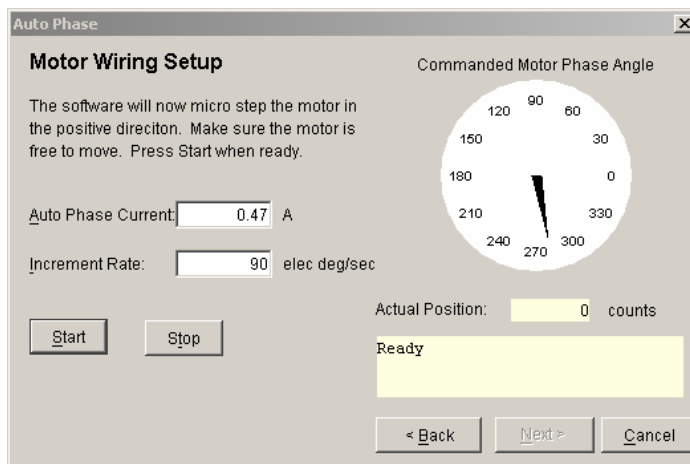 Auto Phase
Motor Wiring Setup
The software will now micro step the motor in
the positive direciton. Make sure the motor is
free to move. Press Start when ready.
Auto Phase Current: 0.47 A
Increment Rate: 90 elec deg/sec
Start Stop
Commanded Motor Phase Angle
90
120 60
150 30
180 0
210 330
240 300
270
Actual Position: 0 counts
Ready
< Back Next > Cancel